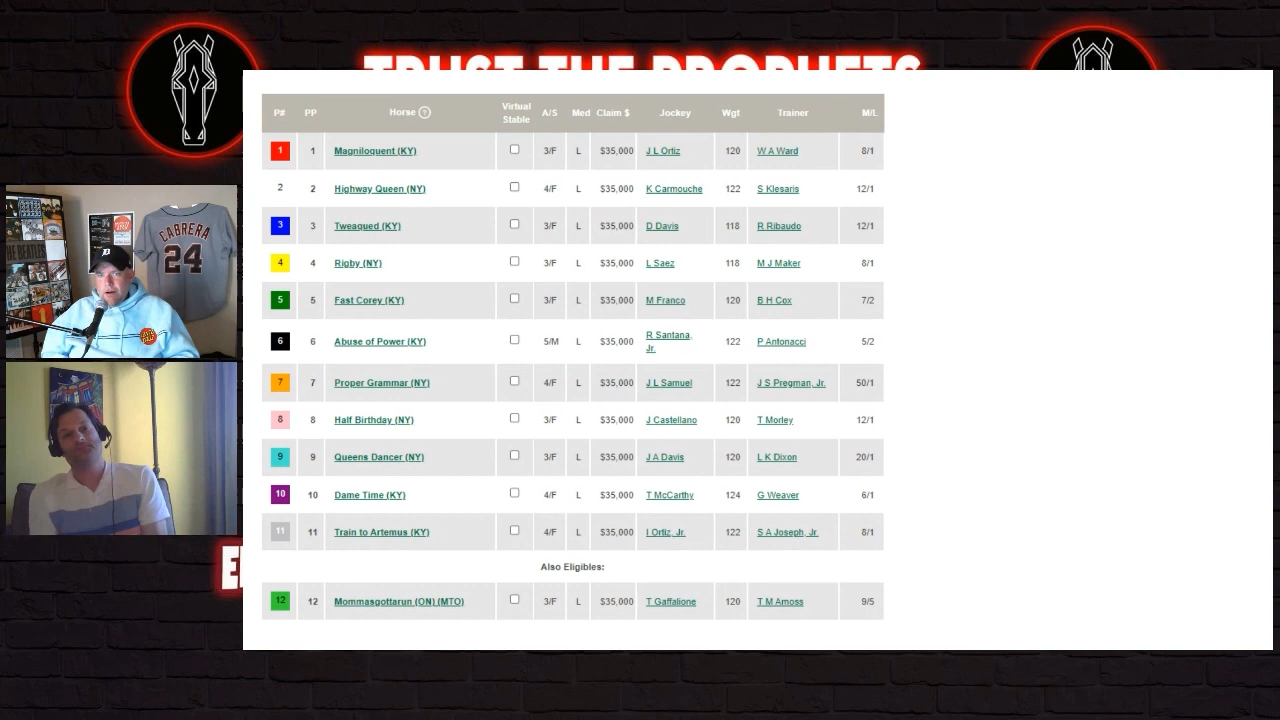 TRUST THE PROPHETS
P# PP Horse ? Virtual Stable A/S Med Claim $ Jockey Wgt Trainer M/L
1 1 Magniloquent (KY) 3/F L $35,000 J L Ortiz 120 W A Ward 8/1
2 2 Highway Queen (NY) 4/F L $35,000 K Carmouche 122 S Klesaris 12/1
3 3 Tweaqued (KY) 3/F L $35,000 D Davis 118 R Ribaudo 12/1
4 4 Rigby (NY) 3/F L $35,000 L Saez 118 M J Maker 8/1
5 5 Fast Corey (KY) 3/F L $35,000 M Franco 120 B H Cox 7/2
6 6 Abuse of Power (KY) 5/M L $35,000 R Santana, Jr. 122 P Antonacci 5/2
7 7 Proper Grammar (NY) 4/F L $35,000 J L Samuel 122 J S Pregman, Jr. 50/1
8 8 Half Birthday (NY) 3/F L $35,000 J Castellano 120 T Morley 12/1
9 9 Queens Dancer (NY) 3/F L $35,000 J A Davis 120 L K Dixon 20/1
10 10 Dame Time (KY) 4/F L $35,000 T McCarthy 124 G Weaver 6/1
11 11 Train to Artemus (KY) 4/F L $35,000 I Ortiz, Jr. 122 S A Joseph, Jr. 8/1
Also Eligibles:
12 12 Mommasgottarun (ON) (MTO) 3/F L $35,000 T Gaffalione 120 T M Amoss 9/5
CABRERA
24
THE BEATLES
D
E